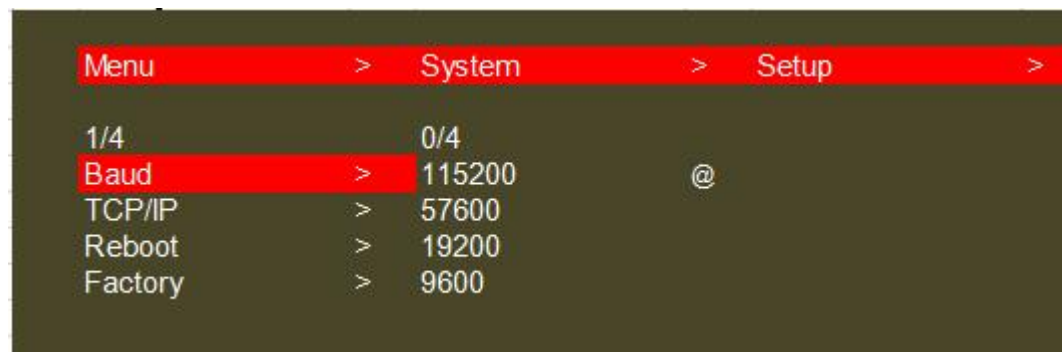 Menu > System > Setup >
1/4 0/4
Baud > 115200 @
TCP/IP > 57600
Reboot > 19200
Factory > 9600